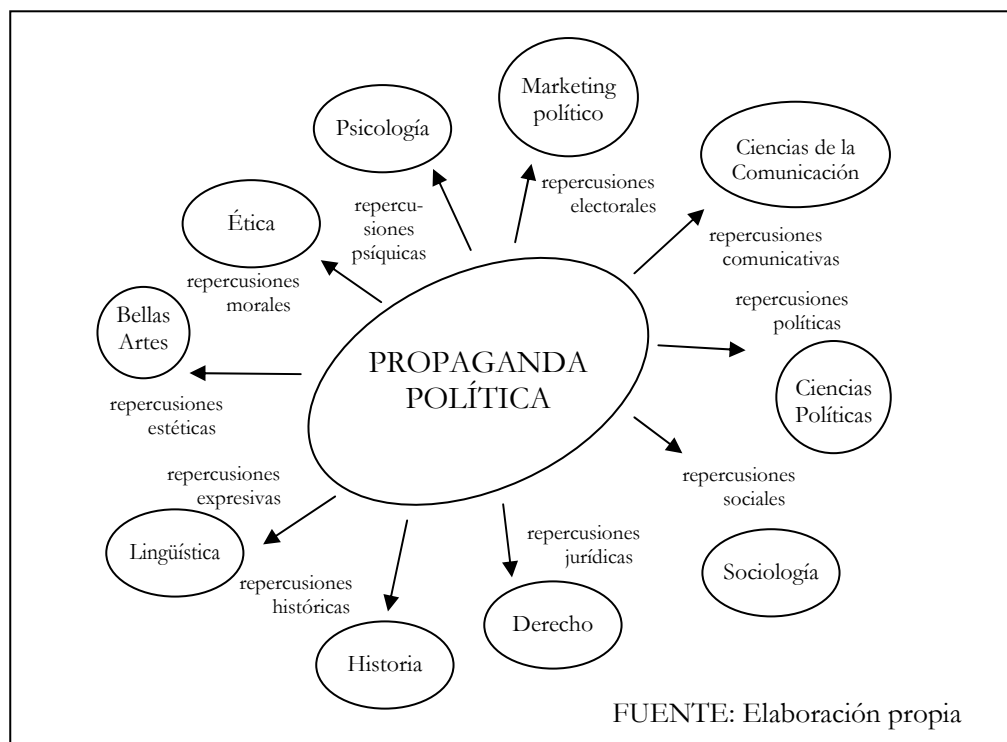 Marketing
político
Psicología
Ciencias de la
Comunicación
repercusiones
electorales
repercu-
siones
psíquicas
Ética
repercusiones
comunicativas
repercusiones
morales
Bellas
Artes
repercusiones
políticas
PROPAGANDA
POLÍTICA
Ciencias
Políticas
repercusiones
estéticas
repercusiones
sociales
repercusiones
expresivas
Lingüística
repercusiones
jurídicas
Sociología
repercusiones
históricas
Derecho
Historia
FUENTE: Elaboración propia